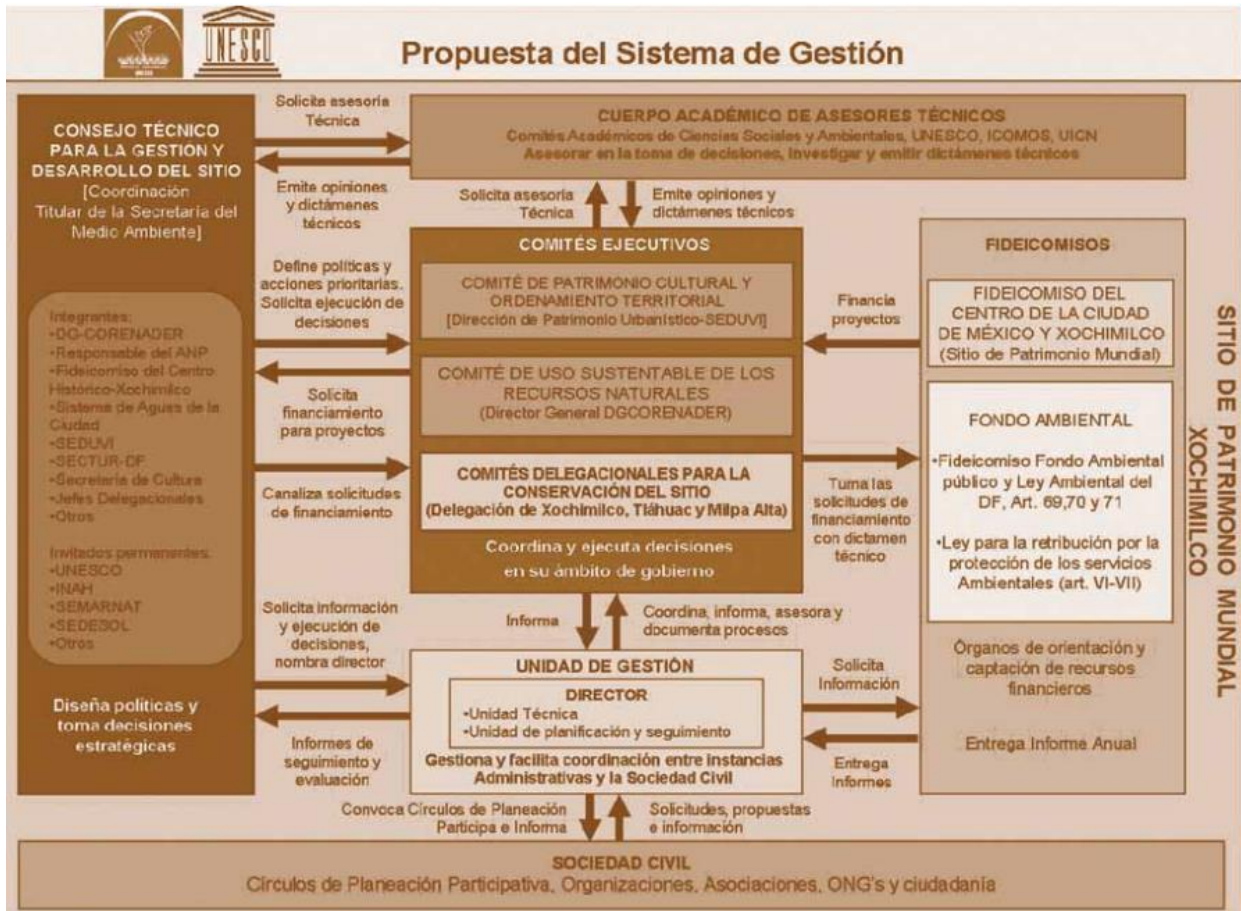 UNESCO
Propuesta del Sistema de Gestión
CONSEJO TÉCNICO
PARA LA GESTIÓN Y
DESARROLLO DEL SITIO
[Coordinación
Titular de la Secretaría del
Medio Ambiente]
Integrantes:
•DG-CORENADER
•Responsable del ANP
•Fideicomiso del Centro
Histórico-Xochimilco
•Sistema de Aguas de la
Ciudad
•SEDUVI
•SECTUR-DF
•Secretaría de Cultura
•Jefes Delegacionales
•Otros
Invitados permanentes:
•UNESCO
•INAH
•SEMARNAT
•SEDESOL
•Otros
Diseña políticas y
toma decisiones
estratégicas
Solicita asesoría
Técnica
Emite opiniones
y dictámenes
técnicos
Define políticas y
acciones prioritarias.
Solicita ejecución de
decisiones
Solicita
financiamiento
para proyectos
Canaliza solicitudes
de financiamiento
Solicita información
y ejecución de
decisiones,
nombra director
Informes de
seguimiento y
evaluación
CUERPO ACADÉMICO DE ASESORES TÉCNICOS
Comités Académicos de Ciencias Sociales y Ambientales, UNESCO, ICOMOS, UICN
Asesorar en la toma de decisiones, investigar y emitir dictámenes técnicos
Solicita asesoría
Técnica
Emite opiniones y
dictámenes técnicos
COMITÉS EJECUTIVOS
COMITÉ DE PATRIMONIO CULTURAL Y
ORDENAMIENTO TERRITORIAL
[Dirección de Patrimonio Urbanístico-SEDUVI]
COMITÉ DE USO SUSTENTABLE DE LOS
RECURSOS NATURALES
(Director General DGCORENADER)
COMITÉS DELEGACIONALES PARA LA
CONSERVACIÓN DEL SITIO
(Delegación de Xochimilco, Tláhuac y Milpa Alta)
Coordina y ejecuta decisiones
en su ámbito de gobierno
Informa
Coordina, informa, asesora y
documenta procesos
UNIDAD DE GESTIÓN
DIRECTOR
•Unidad Técnica
•Unidad de planificación y seguimiento
Gestiona y facilita coordinación entre instancias
Administrativas y la Sociedad Civil
Convoca Círculos de Planeación
Participa e Informa
Solicitudes, propuestas
e información
Financia
proyectos
Turna las
solicitudes de
financiamiento
con dictamen
técnico
Solicita
Información
Entrega
Informes
FIDEICOMISOS
FIDEICOMISO DEL
CENTRO DE LA CIUDAD
DE MÉXICO Y XOCHIMILCO
(Sitio de Patrimonio Mundial)
FONDO AMBIENTAL
•Fideicomiso Fondo Ambiental
público y Ley Ambiental del
DF, Art. 69,70 y 71
•Ley para la retribución por la
protección de los servicios
Ambientales (art. VI-VII)
Órganos de orientación y
captación de recursos
financieros
Entrega Informe Anual
SITIO DE PATRIMONIO MUNDIAL
XOCHIMILCO
SOCIEDAD CIVIL
Círculos de Planeación Participativa, Organizaciones, Asociaciones, ONG's y ciudadanía